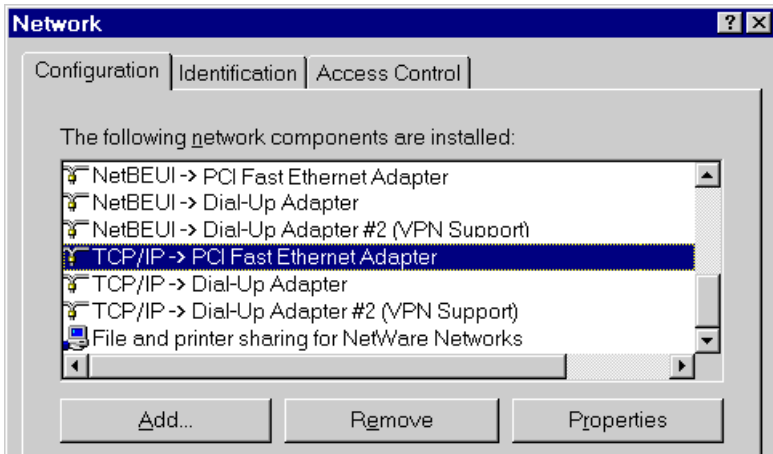 Network
Configuration Identification Access Control
The following network components are installed:
NetBEUI -> PCI Fast Ethernet Adapter
NetBEUI -> Dial-Up Adapter
NetBEUI -> Dial-Up Adapter #2 (VPN Support)
TCP/IP -> PCI Fast Ethernet Adapter
TCP/IP -> Dial-Up Adapter
TCP/IP -> Dial-Up Adapter #2 (VPN Support)
File and printer sharing for NetWare Networks
Add... Remove Properties